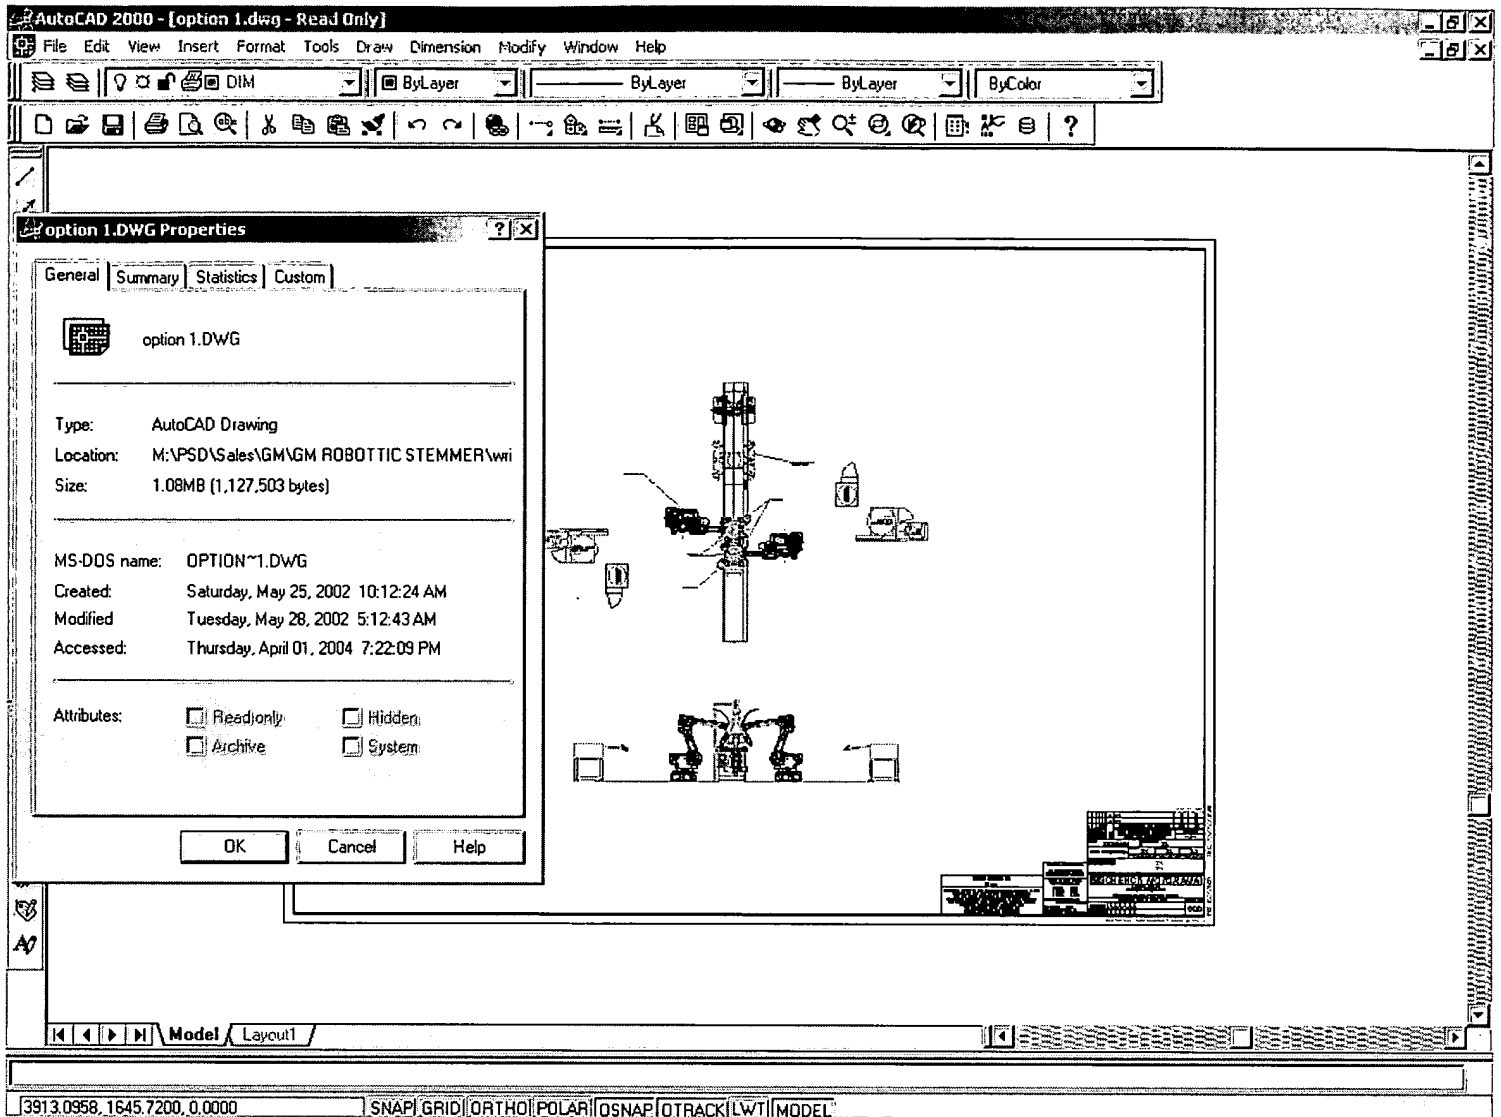 AutoCAD 2000 - [option 1.dwg - Read Only]
File Edit View Insert Format Tools Draw Dimension Modify Window Help
DIM ByLayer ByLayer ByLayer ByColor
option 1.DWG Properties
General Summary Statistics Custom
option 1.DWG
Type: AutoCAD Drawing
Location: M:\PSD\Sales\GM\GM ROBOTTIC STEMMER\wri
Size: 1.08MB (1,127,503 bytes)
MS-DOS name: OPTION~1.DWG
Created: Saturday, May 25, 2002 10:12:24 AM
Modified Tuesday, May 28, 2002 5:12:43 AM
Accessed: Thursday, April 01, 2004 7:22:09 PM
Attributes: Read-only Hidden
Archive System
OK Cancel Help
Model Layout1
3913.0958, 1645.7200, 0.0000 SNAP GRID ORTHO POLAR OSNAP OTRACK LWT MODEL